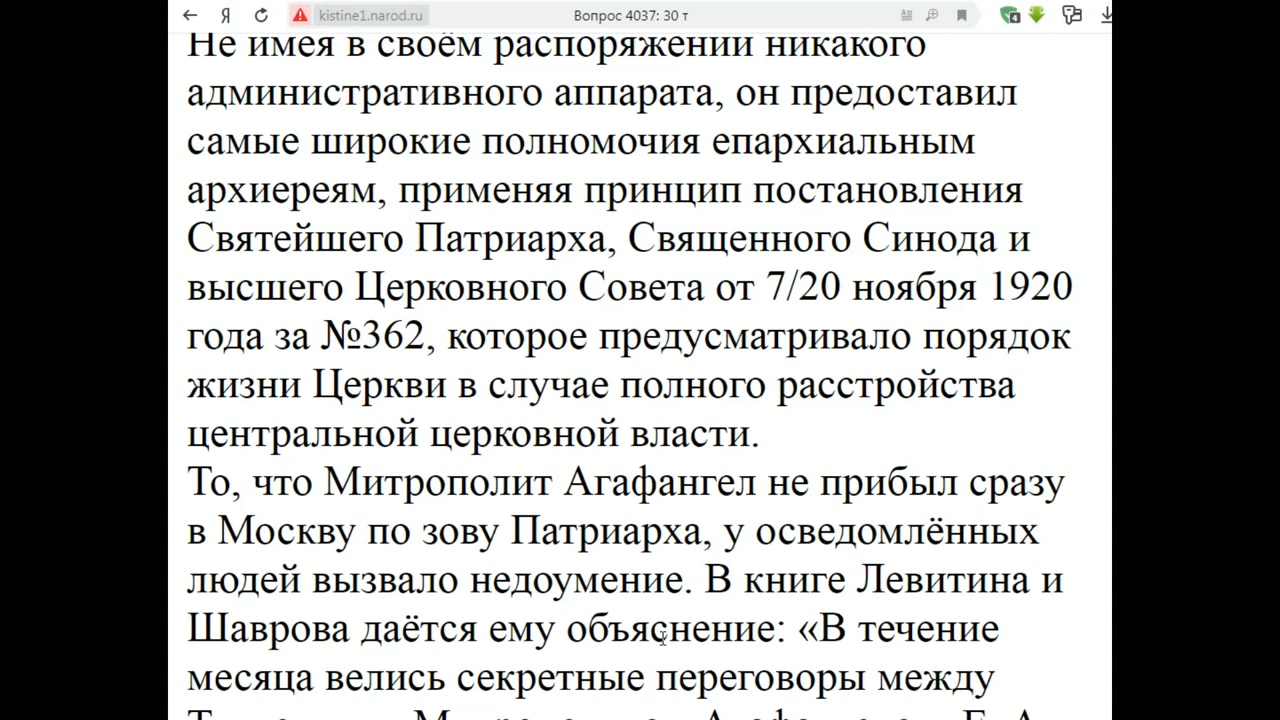 kistine1.narod.ru
Вопрос 4037: 30 т
Не имея в своём распоряжении никакого
административного аппарата, он предоставил
самые широкие полномочия епархиальным
архиереям, применяя принцип постановления
Святейшего Патриарха, Священного Синода и
высшего Церковного Совета от 7/20 ноября 1920
года за №362, которое предусматривало порядок
жизни Церкви в случае полного расстройства
центральной церковной власти.
То, что Митрополит Агафангел не прибыл сразу
в Москву по зову Патриарха, у осведомлённых
людей вызвало недоумение. В книге Левитина и
Шаврова даётся ему объяснение: «В течение
месяца велись секретные переговоры между